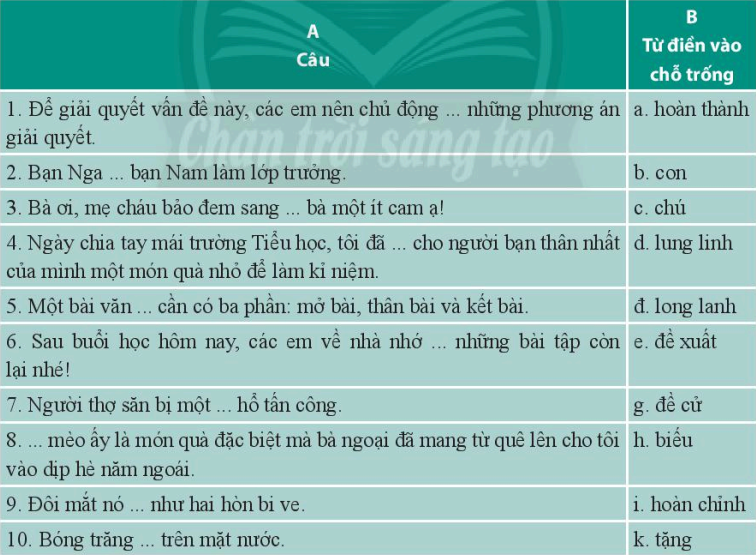 A
Câu
B
Từ điền vào
chỗ trống
1. Để giải quyết vấn đề này, các em nên chủ động ... những phương án
giải quyết.
a. hoàn thành
2. Bạn Nga ... bạn Nam làm lớp trưởng.
b. con
3. Bà ơi, mẹ cháu bảo đem sang ... bà một ít cam ạ!
c. chú
4. Ngày chia tay mái trường Tiểu học, tôi đã ... cho người bạn thân nhất
của mình một món quà nhỏ để làm kỉ niệm.
d. lung linh
5. Một bài văn ... cần có ba phần: mở bài, thân bài và kết bài.
đ. long lanh
6. Sau buổi học hôm nay, các em về nhà nhớ ... những bài tập còn
lại nhé!
e. đề xuất
7. Người thợ săn bị một ... hổ tấn công.
g. đề cử
8. ... mèo ấy là món quà đặc biệt mà bà ngoại đã mang từ quê lên cho tôi
vào dịp hè năm ngoái.
h. biếu
9. Đôi mắt nó ... như hai hòn bi ve.
i. hoàn chỉnh
10. Bóng trăng ... trên mặt nước.
k. tặng
Chân trời sáng tạo